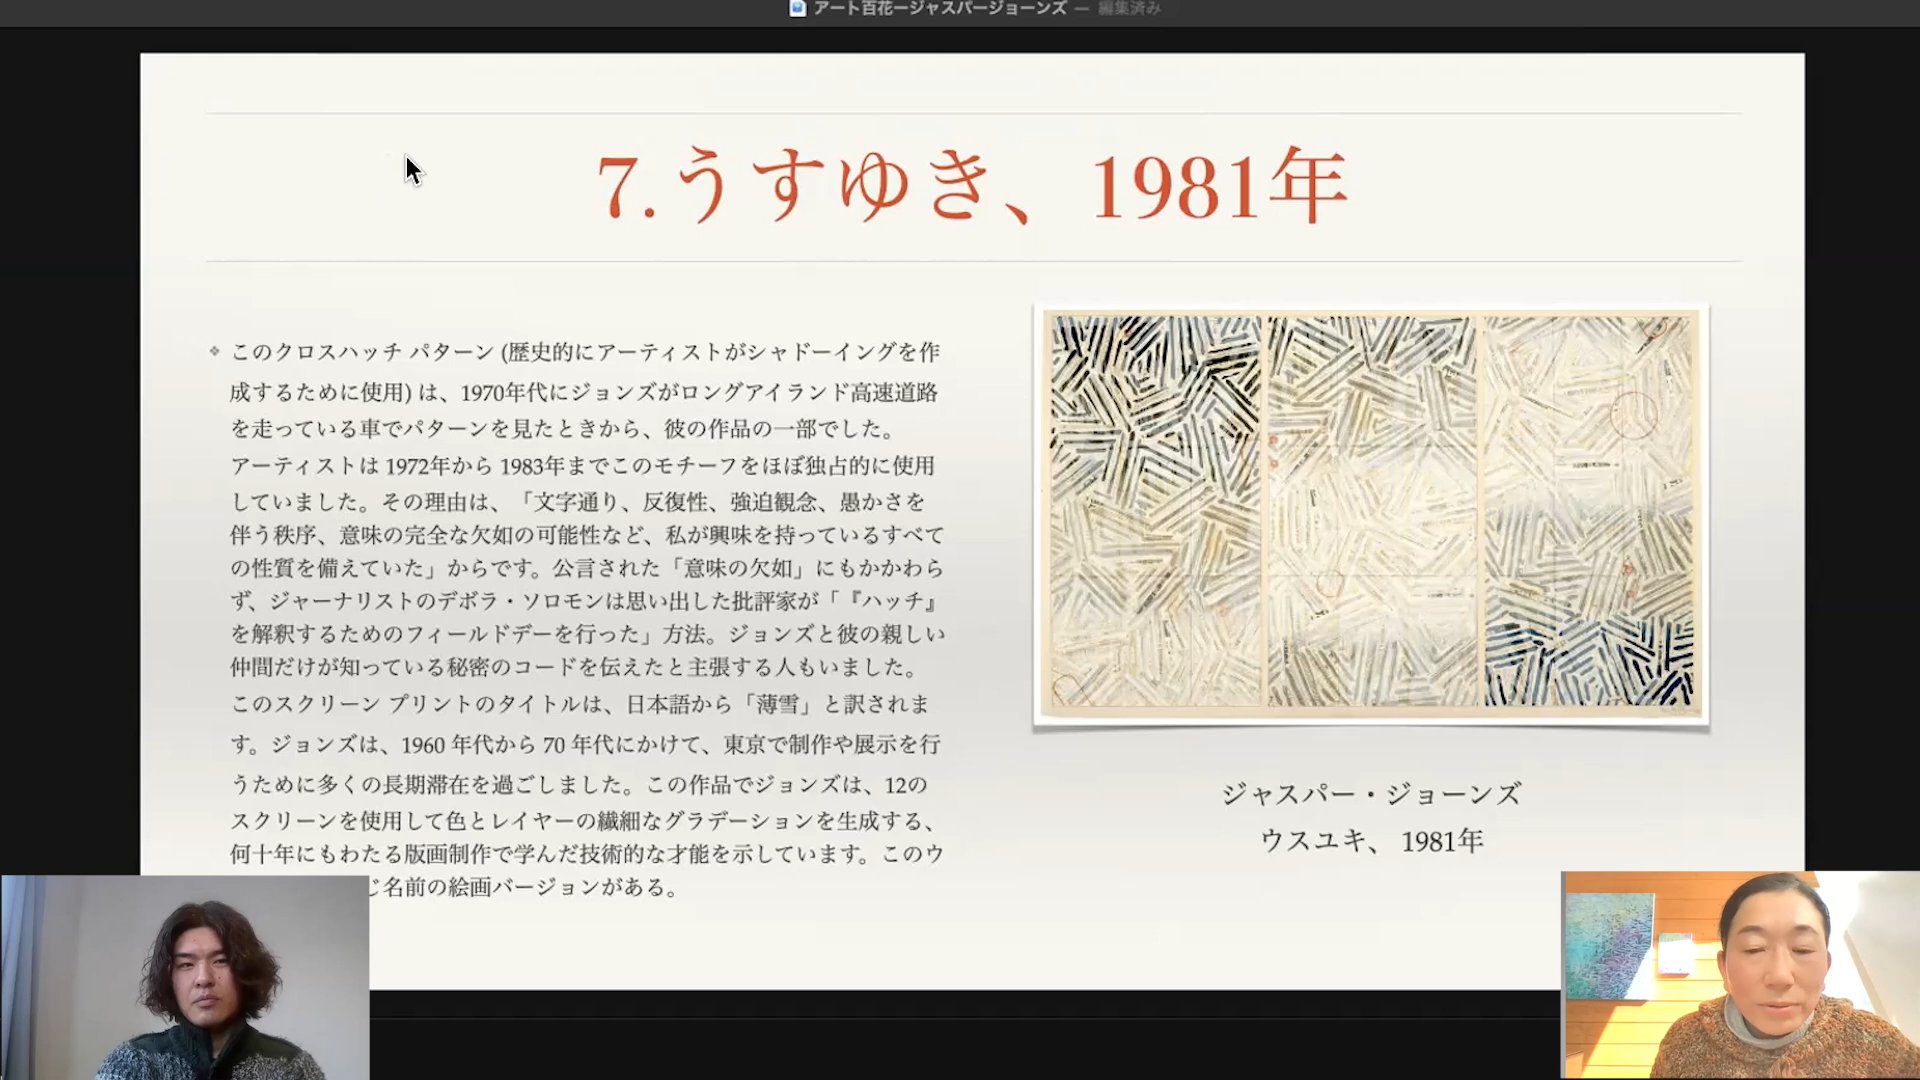 アート百花ージャスパージョーンズ — 編集済み
7.うすゆき、1981年
このクロスハッチ パターン (歴史的にアーティストがシャドーイングを作
成するために使用) は、1970年代にジョンズがロングアイランド高速道路
を走っている車でパターンを見たときから、彼の作品の一部でした。
アーティストは 1972年から 1983年までこのモチーフをほぼ独占的に使用
していました。その理由は、「文字通り、反復性、強迫観念、愚かさを
伴う秩序、意味の完全な欠如の可能性など、私が興味を持っているすべて
の性質を備えていた」からです。公言された「意味の欠如」にもかかわら
ず、ジャーナリストのデボラ・ソロモンは思い出した批評家が「『ハッチ』
を解釈するためのフィールドデーを行った」方法。ジョンズと彼の親しい
仲間だけが知っている秘密のコードを伝えたと主張する人もいました。
このスクリーン プリントのタイトルは、日本語から「薄雪」と訳されま
す。ジョンズは、1960 年代から 70 年代にかけて、東京で制作や展示を行
うために多くの長期滞在を過ごしました。この作品でジョンズは、12の
スクリーンを使用して色とレイヤーの繊細なグラデーションを生成する、
何十年にもわたる版画制作で学んだ技術的な才能を示しています。このウ
じ名前の絵画バージョンがある。
ジャスパー・ジョーンズ
ウスユキ、 1981年